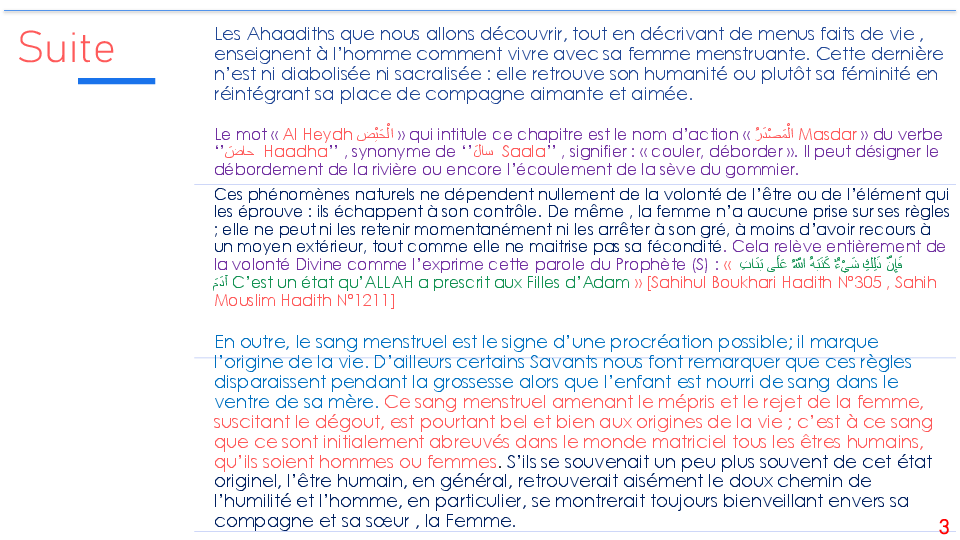 Suite
Les Ahaadiths que nous allons découvrir, tout en décrivant de menus faits de vie ,
enseignent à l’homme comment vivre avec sa femme menstruante. Cette dernière
n’est ni diabolisée ni sacralisée : elle retrouve son humanité ou plutôt sa féminité en
réintégrant sa place de compagne aimante et aimée.
Le mot « Al Heydh الْحَيْضِ » qui intitule ce chapitre est le nom d’action « الْمَصْدَرُ Masdar » du verbe
‘’حاضَ Haadha’’ , synonyme de ‘’سالَ Saala’’ , signifier : « couler, déborder ». Il peut désigner le
débordement de la rivière ou encore l’écoulement de la sève du gommier.
Ces phénomènes naturels ne dépendent nullement de la volonté de l’être ou de l’élément qui
les éprouve : ils échappent à son contrôle. De même , la femme n’a aucune prise sur ses règles
; elle ne peut ni les retenir momentanément ni les arrêter à son gré, à moins d’avoir recours à
un moyen extérieur, tout comme elle ne maitrise pas sa fécondité. Cela relève entièrement de
la volonté Divine comme l’exprime cette parole du Prophète (S) : « فَإِنَّ ذَلِكِ شَيْءٌ كَتَبَهُ اللهُ عَلَى بَنَاتِ
آدَمَ C’est un état qu’ALLAH a prescrit aux Filles d’Adam » [Sahihul Boukhari Hadith N°305 , Sahih
Mouslim Hadith N°1211]
En outre, le sang menstruel est le signe d’une procréation possible; il marque
l’origine de la vie. D’ailleurs certains Savants nous font remarquer que ces règles
disparaissent pendant la grossesse alors que l’enfant est nourri de sang dans le
ventre de sa mère. Ce sang menstruel amenant le mépris et le rejet de la femme,
suscitant le dégout, est pourtant bel et bien aux origines de la vie ; c’est à ce sang
que ce sont initialement abreuvés dans le monde matriciel tous les êtres humains,
qu’ils soient hommes ou femmes. S’ils se souvenait un peu plus souvent de cet état
originel, l’être humain, en général, retrouverait aisément le doux chemin de
l’humilité et l’homme, en particulier, se montrerait toujours bienveillant envers sa
compagne et sa sœur , la Femme.
3